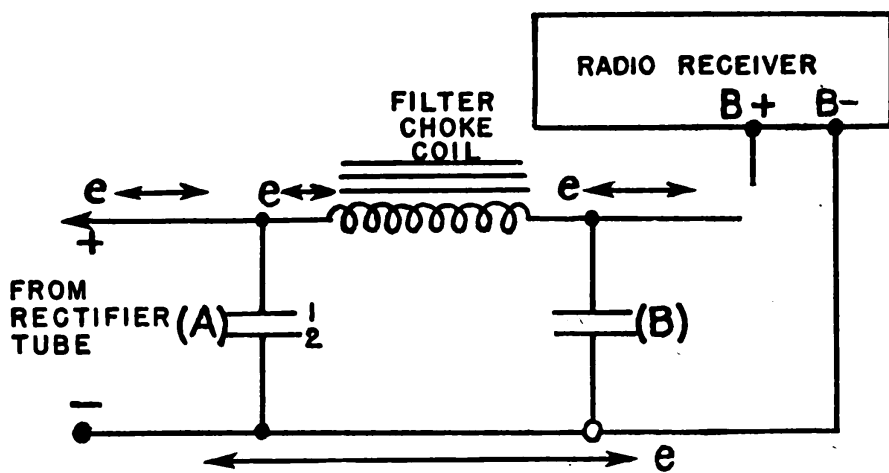 RADIO RECEIVER
B+ B-
FILTER
CHOKE
COIL
e e e
+
FROM
RECTIFIER
TUBE
(A)
1
2
(B)
-
e